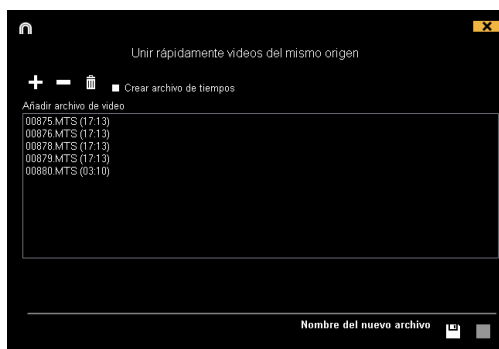 Unir rápidamente videos del mismo origen
Crear archivo de tiempos
Añadir archivo de video
00875.MTS (17:13)
00876.MTS (17:13)
00878.MTS (17:13)
00879.MTS (17:13)
00880.MTS (03:10)
Nombre del nuevo archivo